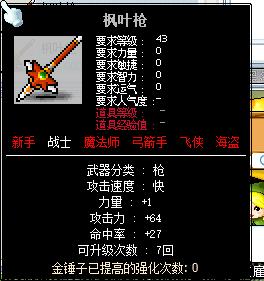 枫叶枪
要求等级 : 43
要求力量 : 0
要求敏捷 : 0
要求智力 : 0
要求运气 : 0
要求人气度 : -
道具等级 : -
道具经验值 : -
新手 战士 魔法师 弓箭手 飞侠 海盗
武器分类 : 枪
攻击速度 : 快
力量 : +1
攻击力 : +64
命中率 : +27
可升级次数 : 7回
金锤子已提高的强化次数: 0
雇